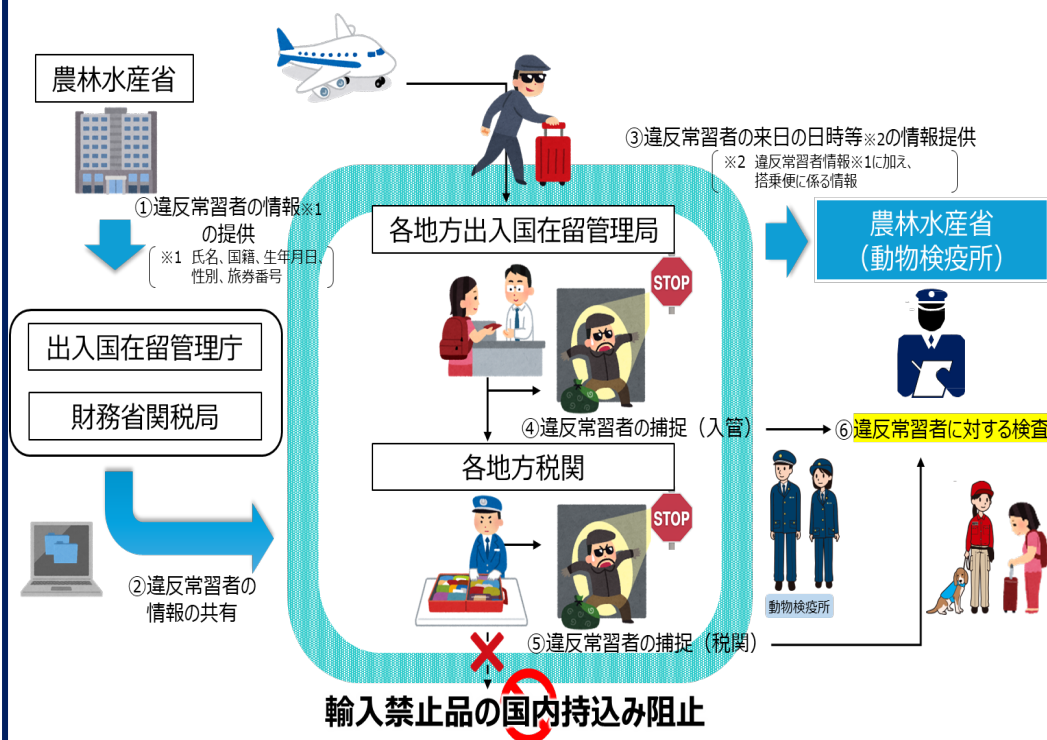 農林水産省
①違反常習者の情報※1
の提供
※1 氏名、国籍、生年月日、
性別、旅券番号
出入国在留管理庁
財務省関税局
②違反常習者の
情報の共有
各地方出入国在留管理局
STOP
④違反常習者の捕捉（入管）
各地方税関
STOP
⑤違反常習者の捕捉（税関）
輸入禁止品の国内持込み阻止
③違反常習者の来日の日時等※2の情報提供
※2 違反常習者情報※1に加え、
搭乗便に係る情報
農林水産省
（動物検疫所）
⑥違反常習者に対する検査
動物検疫所